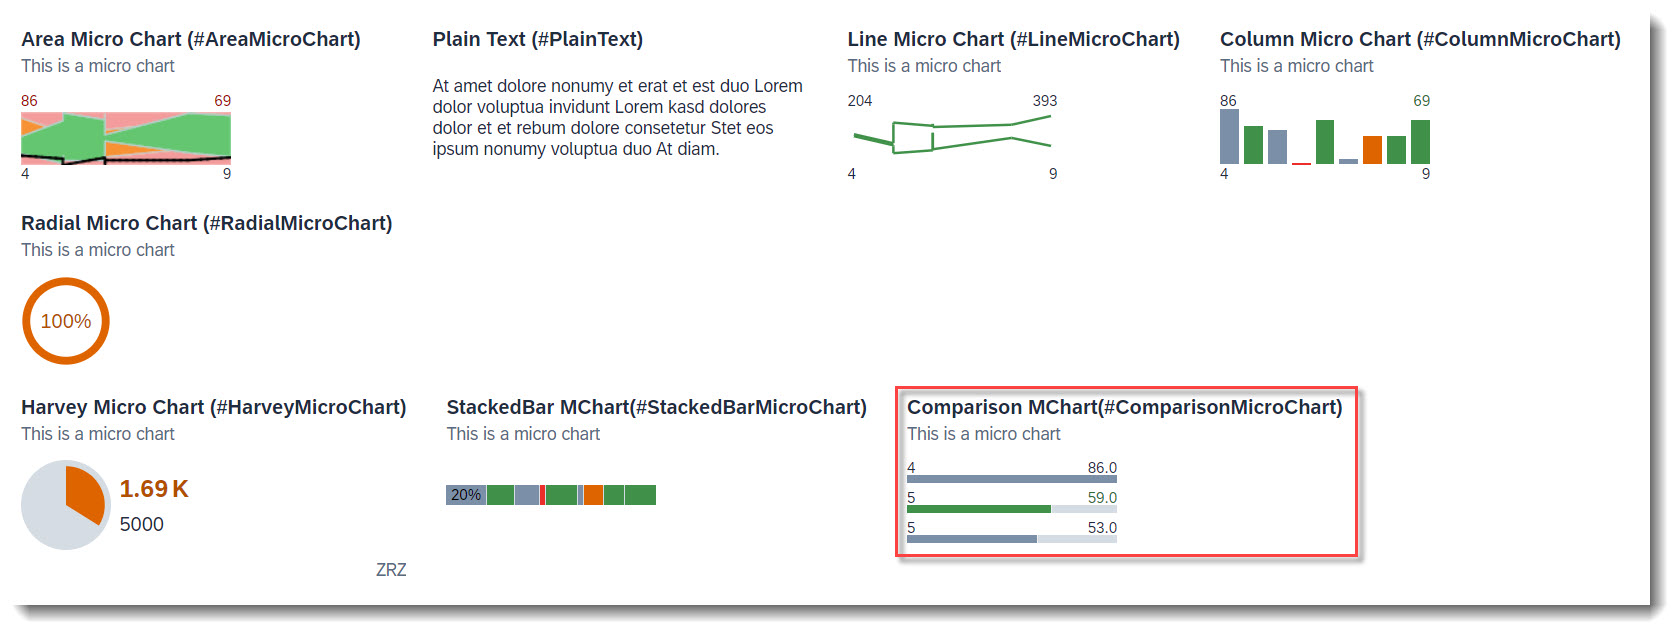 Area Micro Chart (#AreaMicroChart)
This is a micro chart
86 69
4 9
Plain Text (#PlainText)
At amet dolore nonumy et erat et est duo Lorem
dolor voluptua invidunt Lorem kasd dolores
dolor et et rebum dolore consetetur Stet eos
ipsum nonumy voluptua duo At diam.
Line Micro Chart (#LineMicroChart)
This is a micro chart
204 393
4 9
Column Micro Chart (#ColumnMicroChart)
This is a micro chart
86 69
4 9
Radial Micro Chart (#RadialMicroChart)
This is a micro chart
100%
Harvey Micro Chart (#HarveyMicroChart)
This is a micro chart
1.69 K
5000
ZRZ
StackedBar MChart(#StackedBarMicroChart)
This is a micro chart
20%
Comparison MChart(#ComparisonMicroChart)
This is a micro chart
4 86.0
5 59.0
5 53.0